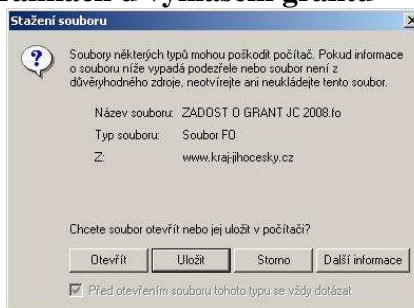 Stažení souboru
Soubory některých typů mohou poškodit počítač. Pokud informace
o souboru níže vypadá podezřele nebo soubor není z
důvěryhodného zdroje, neotvírejte ani neukládejte tento soubor.
Název souboru: ZADOST O GRANT JC 2008.fo
Typ souboru: Soubor FO
Z: www.kraj-jihocesky.cz
Chcete soubor otevřít nebo jej uložit v počítači?
Otevřít Uložit Storno Další informace
Před otevřením souboru tohoto typu se vždy dotázat